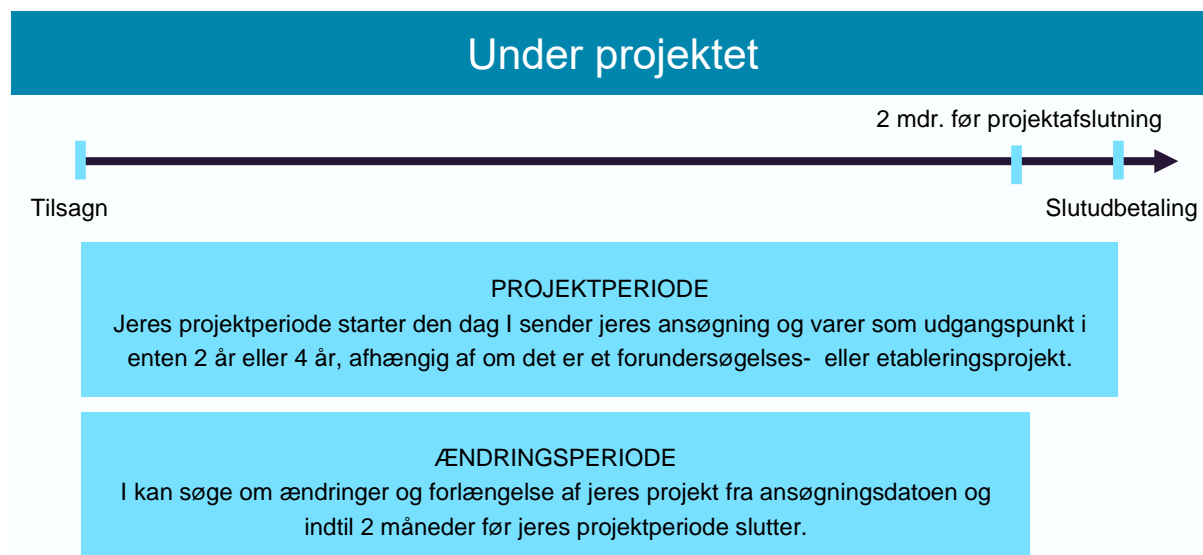 Under projektet
2 mdr. før projektafslutning
Tilsagn
Slutudbetaling
PROJEKTPERIODE
Jeres projektperiode starter den dag I sender jeres ansøgning og varer som udgangspunkt i
enten 2 år eller 4 år, afhængig af om det er et forundersøgelses- eller etableringsprojekt.
ÆNDRINGSPERIODE
I kan søge om ændringer og forlængelse af jeres projekt fra ansøgningsdatoen og
indtil 2 måneder før jeres projektperiode slutter.